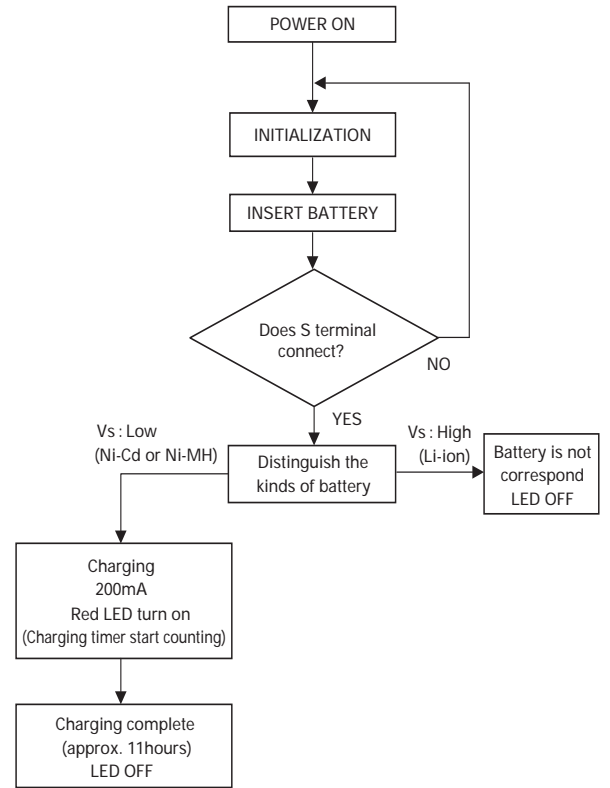 POWER ON
INITIALIZATION
INSERT BATTERY
Does S terminal
connect?
NO
YES
Vs : Low
(Ni-Cd or Ni-MH)
Distinguish the
kinds of battery
Vs : High
(Li-ion)
Battery is not
correspond
LED OFF
Charging
200mA
Red LED turn on
(Charging timer start counting)
Charging complete
(approx. 11hours)
LED OFF